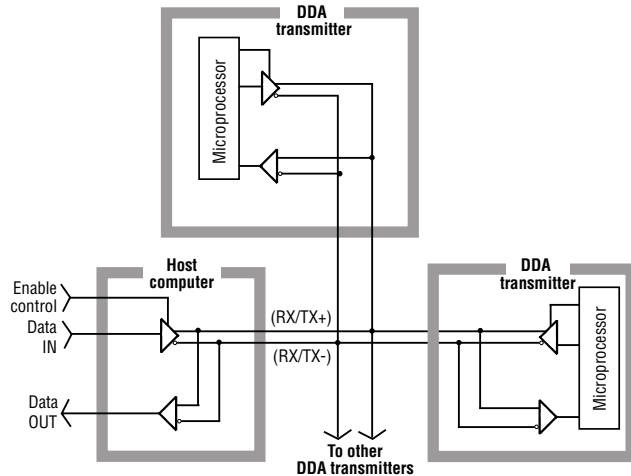 DDA
transmitter
Microprocessor
Host
computer
Enable
control
Data
IN
Data
OUT
(RX/TX+)
(RX/TX-)
DDA
transmitter
Microprocessor
To other
DDA transmitters